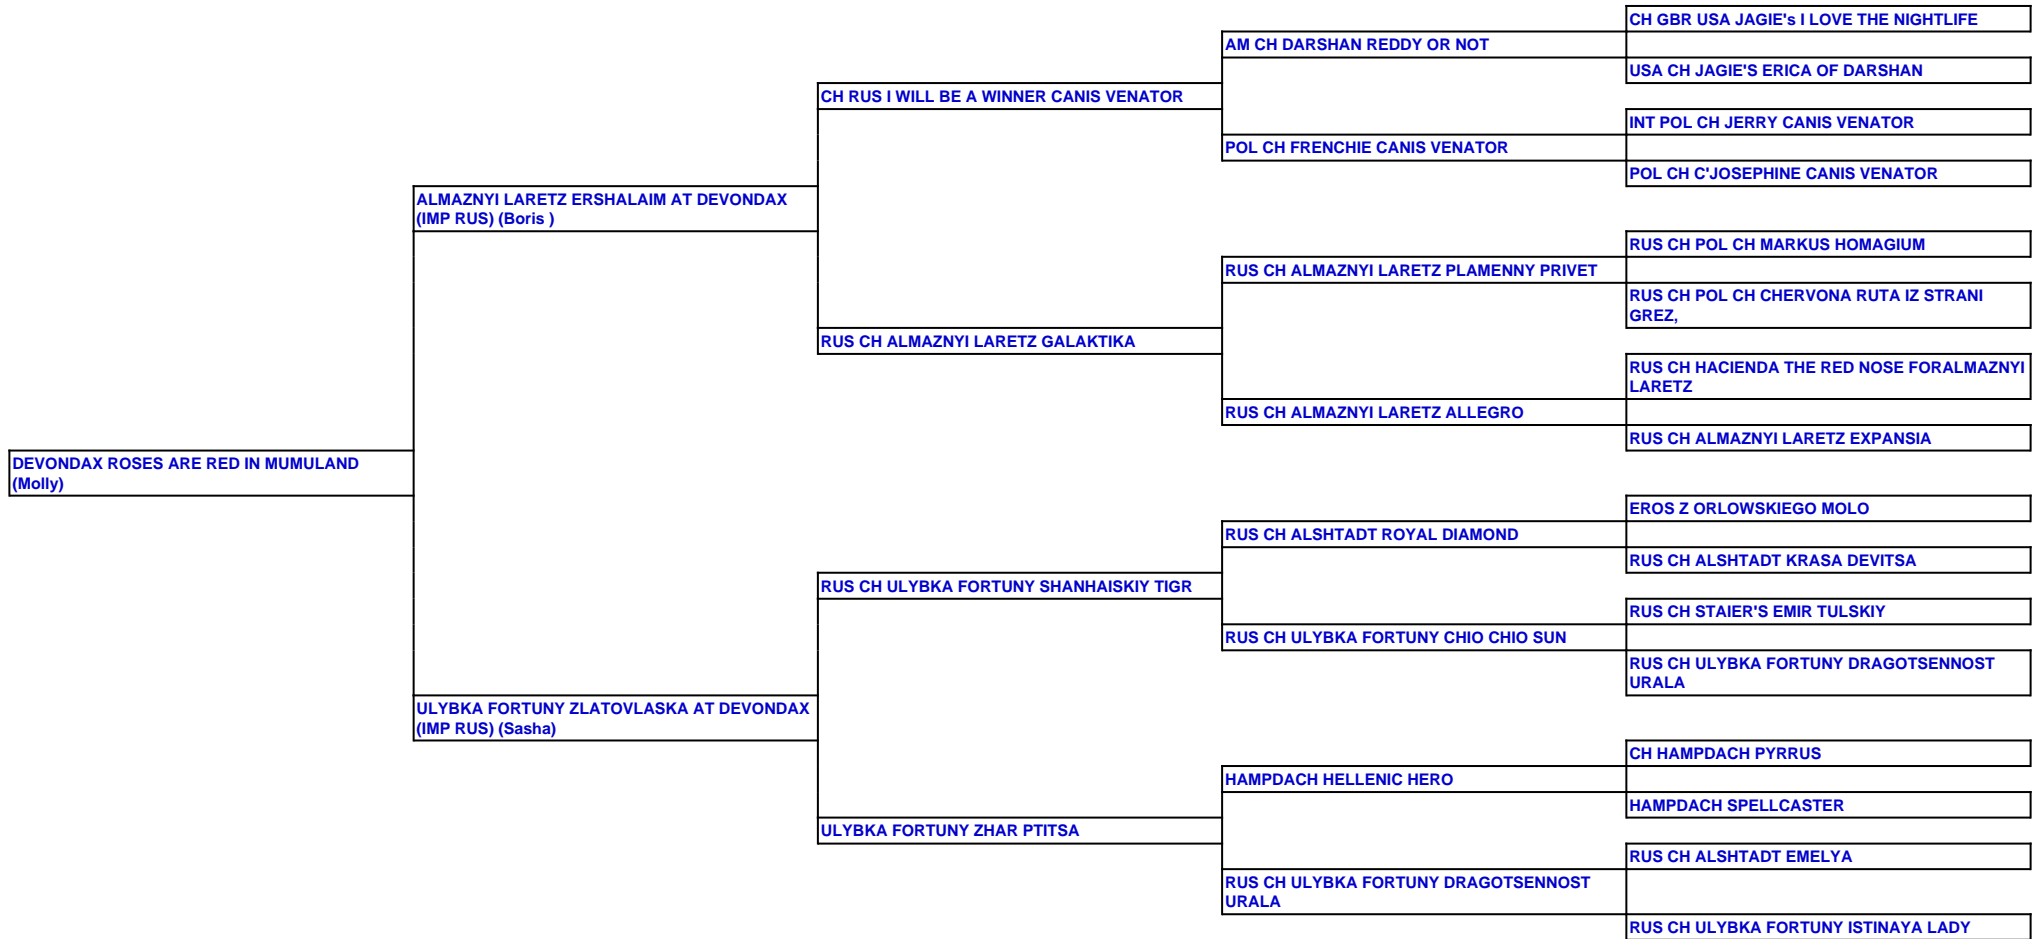 CH GBR USA JAGIE's I LOVE THE NIGHTLIFE
AM CH DARSHAN REDDY OR NOT
USA CH JAGIE'S ERICA OF DARSHAN
CH RUS I WILL BE A WINNER CANIS VENATOR
INT POL CH JERRY CANIS VENATOR
POL CH FRENCHIE CANIS VENATOR
POL CH C'JOSEPHINE CANIS VENATOR
ALMAZNYI LARETZ ERSHALAIM AT DEVONDAX
(IMP RUS) (Boris )
RUS CH POL CH MARKUS HOMAGIUM
RUS CH ALMAZNYI LARETZ PLAMENNY PRIVET
RUS CH POL CH CHERVONA RUTA IZ STRANI
GREZ,
RUS CH ALMAZNYI LARETZ GALAKTIKA
RUS CH HACIENDA THE RED NOSE FORALMAZNYI
LARETZ
RUS CH ALMAZNYI LARETZ ALLEGRO
RUS CH ALMAZNYI LARETZ EXPANSIA
DEVONDAX ROSES ARE RED IN MUMULAND
(Molly)
EROS Z ORLOWSKIEGO MOLO
RUS CH ALSHTADT ROYAL DIAMOND
RUS CH ALSHTADT KRASA DEVITSA
RUS CH ULYBKA FORTUNY SHANHAISKIY TIGR
RUS CH STAIER'S EMIR TULSKIY
RUS CH ULYBKA FORTUNY CHIO CHIO SUN
RUS CH ULYBKA FORTUNY DRAGOTSENNOST
URALA
ULYBKA FORTUNY ZLATOVLASKA AT DEVONDAX
(IMP RUS) (Sasha)
CH HAMPDACH PYRRUS
HAMPDACH HELLENIC HERO
HAMPDACH SPELLCASTER
ULYBKA FORTUNY ZHAR PTITSA
RUS CH ALSHTADT EMELYA
RUS CH ULYBKA FORTUNY DRAGOTSENNOST
URALA
RUS CH ULYBKA FORTUNY ISTINAYA LADY